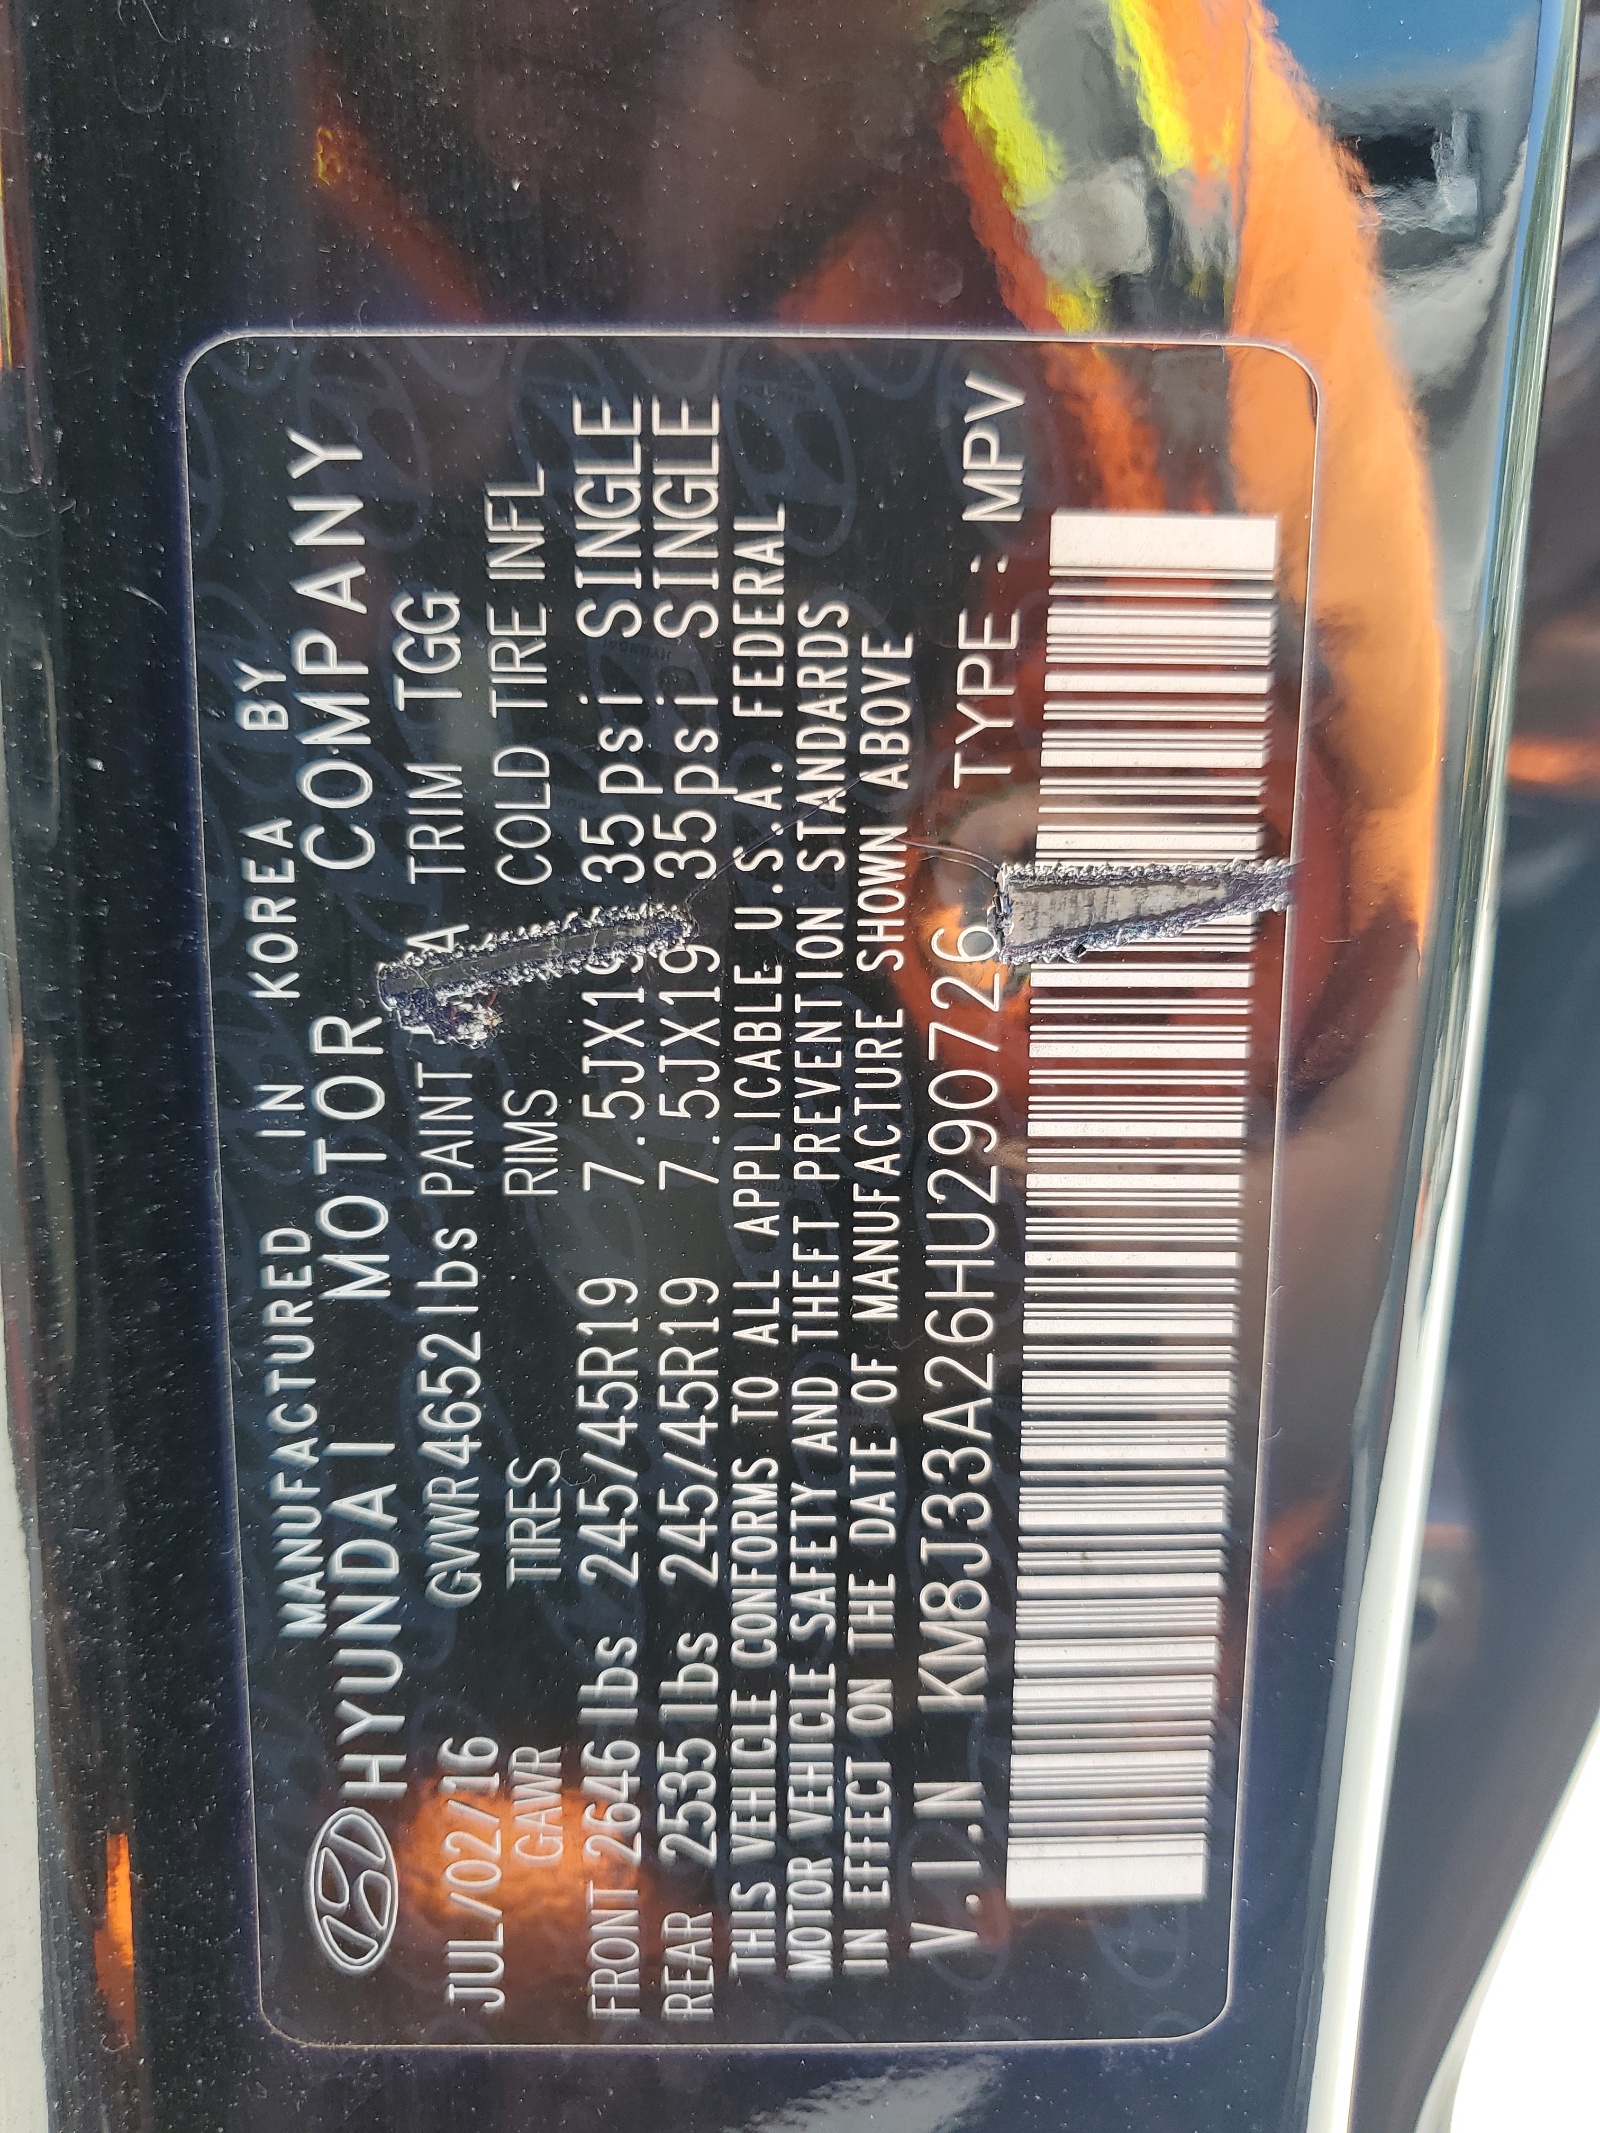 MANUFACTURED IN KOREA BY
HYUNDAI MOTOR COMPANY
JUL/02/16 GVWR4652lbs PAINT A TRIM TGG
GAWR TIRES RIMS COLD TIRE INFL
FRONT 2646lbs 245/45R19 7.5JX19 35psi SINGLE
REAR 2535lbs 245/45R19 7.5JX19 35psi SINGLE
THIS VEHICLE CONFORMS TO ALL APPLICABLE U.S.A. FEDERAL
MOTOR VEHICLE SAFETY AND THEFT PREVENTION STANDARDS
IN EFFECT ON THE DATE OF MANUFACTURE SHOWN ABOVE
V.I.N KM8J33A26HU290726 TYPE : MPV